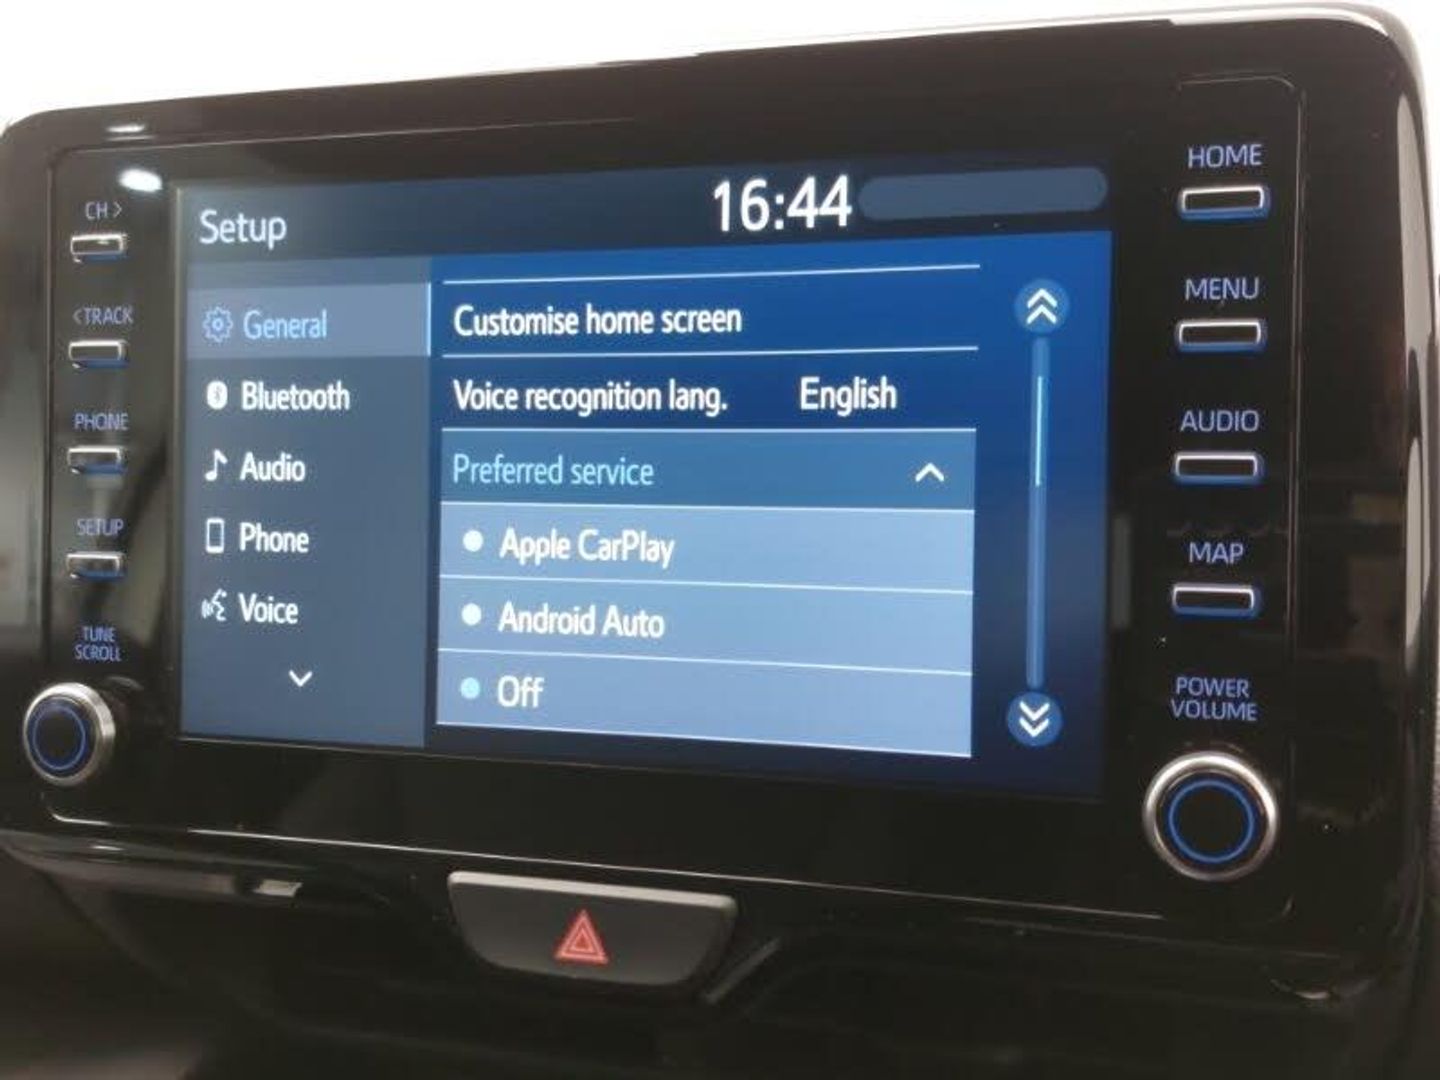 CH >
<TRACK
PHONE
SETUP
TUNE
SCROLL
Setup
16:44
General
Bluetooth
Audio
Phone
Voice
Customise home screen
Voice recognition lang. English
Preferred service
Apple CarPlay
Android Auto
Off
HOME
MENU
AUDIO
MAP
POWER
VOLUME